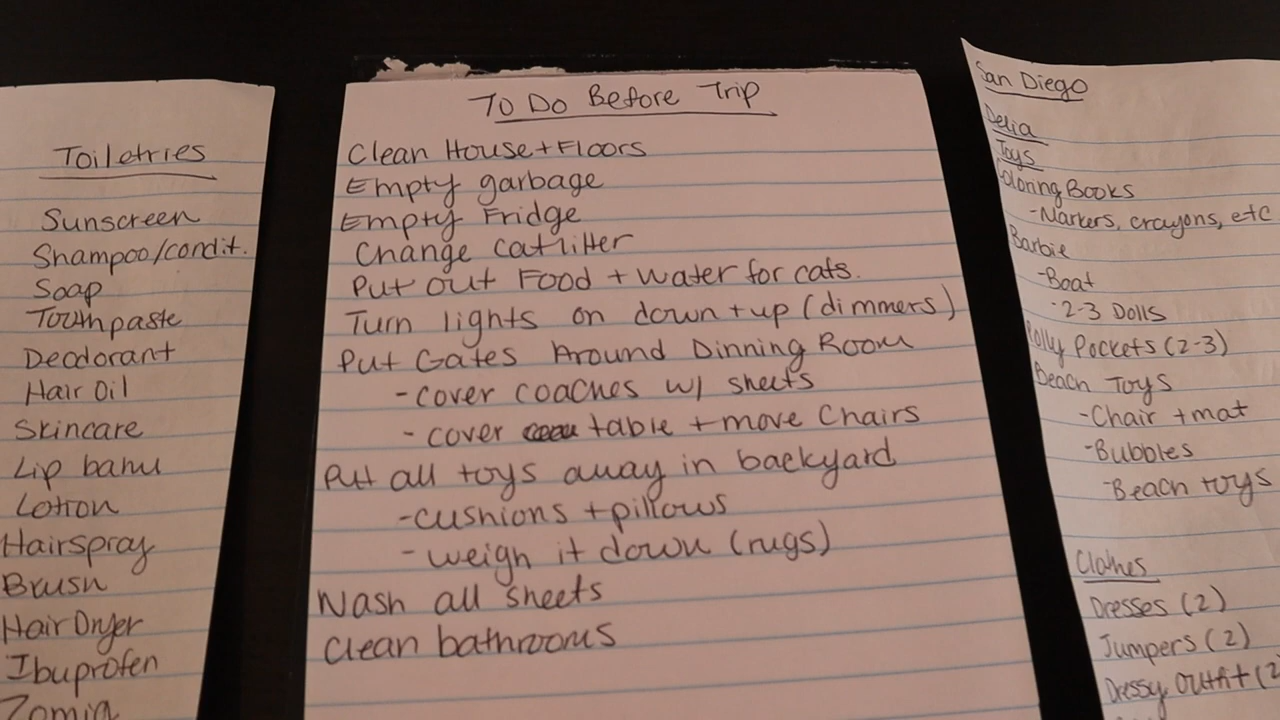 Toiletries
Sunscreen
Shampoo/condit.
Soap
Toothpaste
Deodorant
Hair Oil
Skincare
Lip balm
Lotion
Hairspray
Brush
Hair Dryer
Ibuprofen
Zomig
To Do Before Trip
Clean House + Floors
Empty garbage
Empty Fridge
Change catlitter
Put out Food + water for cats.
Turn lights on down + up (dimmers)
Put Gates Around Dinning Room
- cover coaches w/ sheets
- cover table + move Chairs
Put all toys away in backyard
- cushions + pillows
- weigh it down (rugs)
Wash all sheets
Clean bathrooms
San Diego
Delia
Toys
Coloring Books
- Markers, crayons, etc
Barbie
- Boat
- 2-3 Dolls
Polly Pockets (2-3)
Beach Toys
- Chair + mat
- Bubbles
- Beach toys
Clothes
Dresses (2)
Jumpers (2)
Dressy Outfit (2